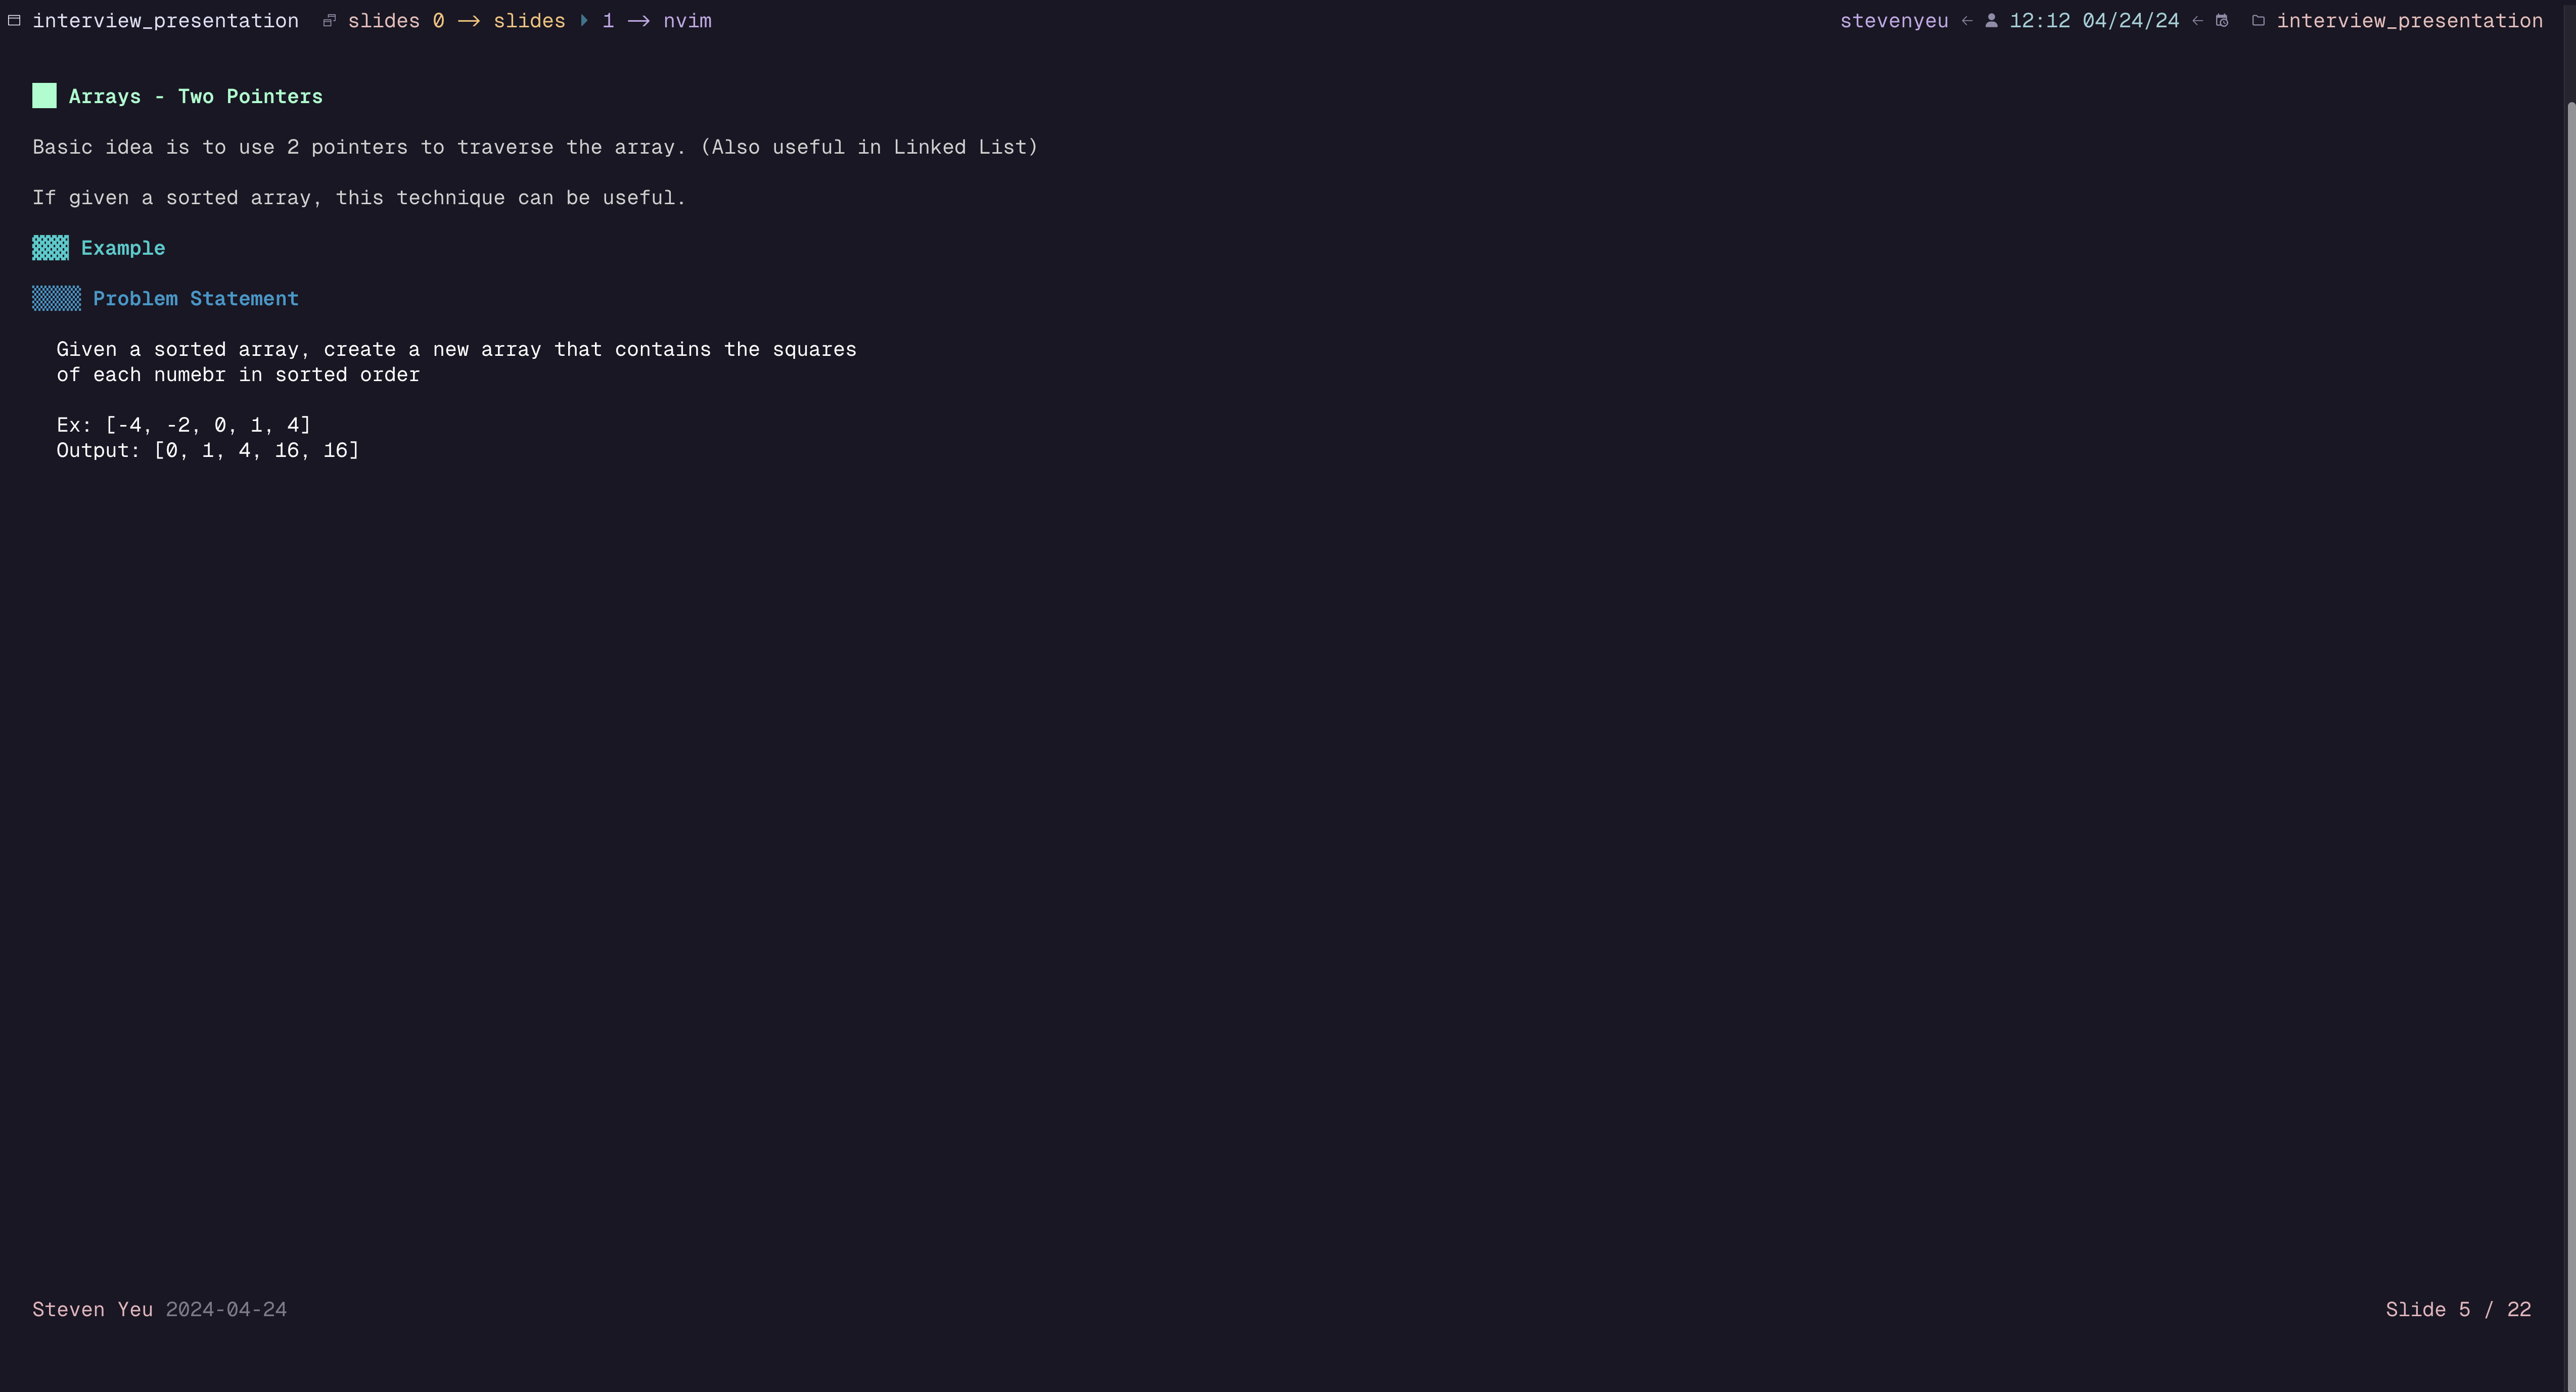 interview_presentation slides 0 → slides 1 → nvim stevenyeu ← 12:12 04/24/24 ← interview_presentation
Arrays - Two Pointers
Basic idea is to use 2 pointers to traverse the array. (Also useful in Linked List)
If given a sorted array, this technique can be useful.
Example
Problem Statement
Given a sorted array, create a new array that contains the squares
of each numebr in sorted order
Ex: [-4, -2, 0, 1, 4]
Output: [0, 1, 4, 16, 16]
Steven Yeu 2024-04-24 Slide 5 / 22